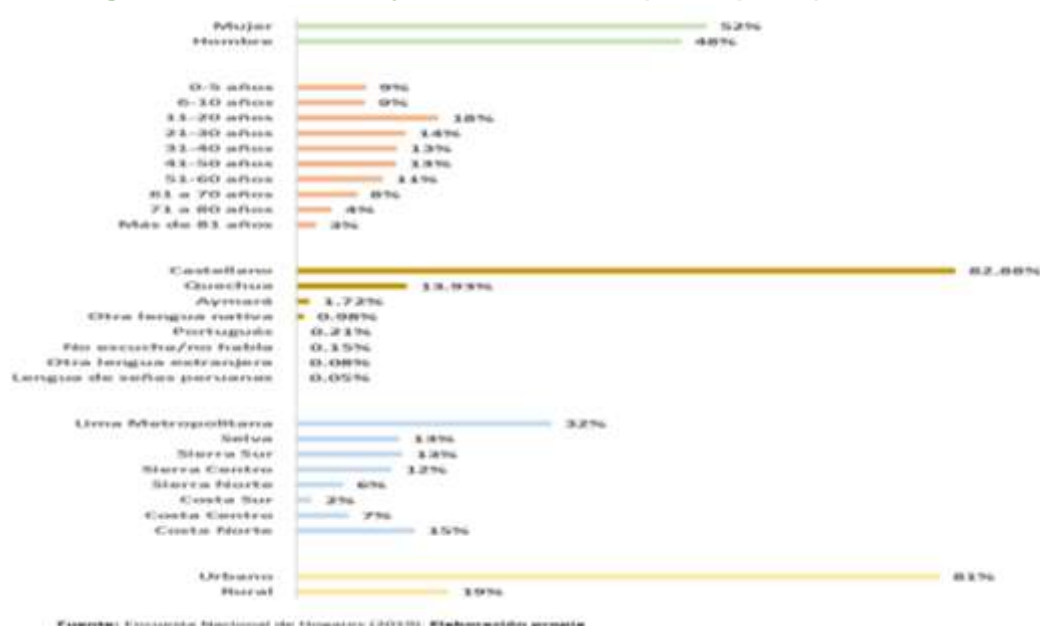 Mujer 52%
Hombre 48%
0-5 años 9%
6-10 años 9%
11-20 años 18%
21-30 años 14%
31-40 años 13%
41-50 años 13%
51-60 años 11%
61 a 70 años 8%
71 a 80 años 4%
Más de 81 años 3%
Castellano 82.88%
Quechua 13.93%
Aymará 1.72%
Otra lengua nativa 0.98%
Portugués 0.21%
No escucha/no habla 0.15%
Otra lengua extranjera 0.08%
Lengua de señas peruanas 0.05%
Lima Metropolitana 32%
Selva 13%
Sierra Sur 13%
Sierra Centro 12%
Sierra Norte 6%
Costa Sur 2%
Costa Centro 7%
Costa Norte 15%
Urbano 81%
Rural 19%
Fuente: Encuesta Nacional de Hogares (2019). Elaboración propia